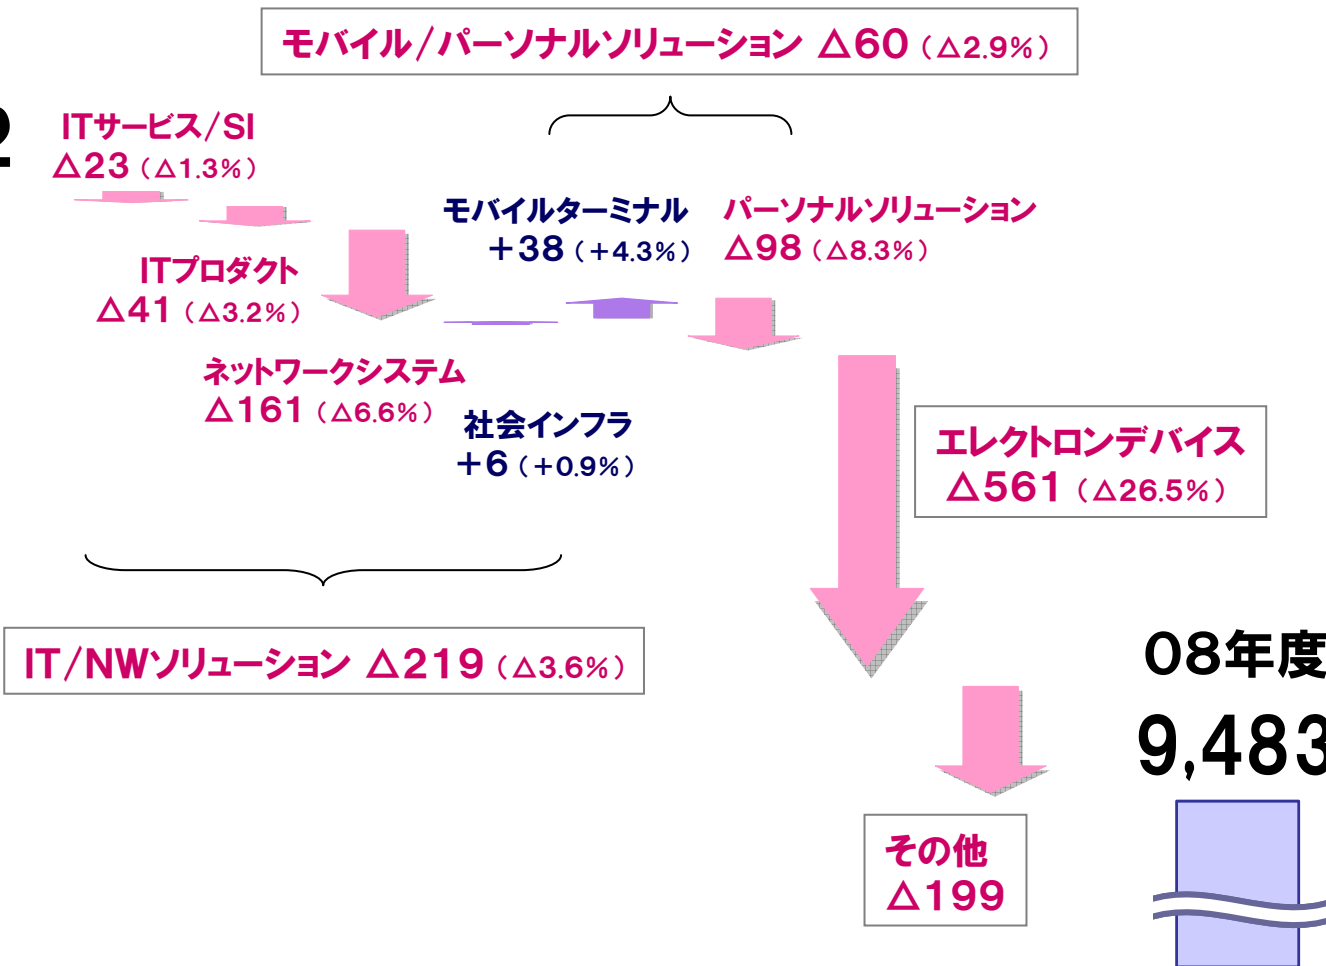 モバイル/パーソナルソリューション △60(△2.9%)
2
ITサービス/SI
△23(△1.3%)
モバイルターミナル
+38(+4.3%)
パーソナルソリューション
△98(△8.3%)
ITプロダクト
△41(△3.2%)
ネットワークシステム
△161(△6.6%)
社会インフラ
+6(+0.9%)
エレクトロンデバイス
△561(△26.5%)
IT/NWソリューション △219(△3.6%)
08年度
9,483
その他
△199